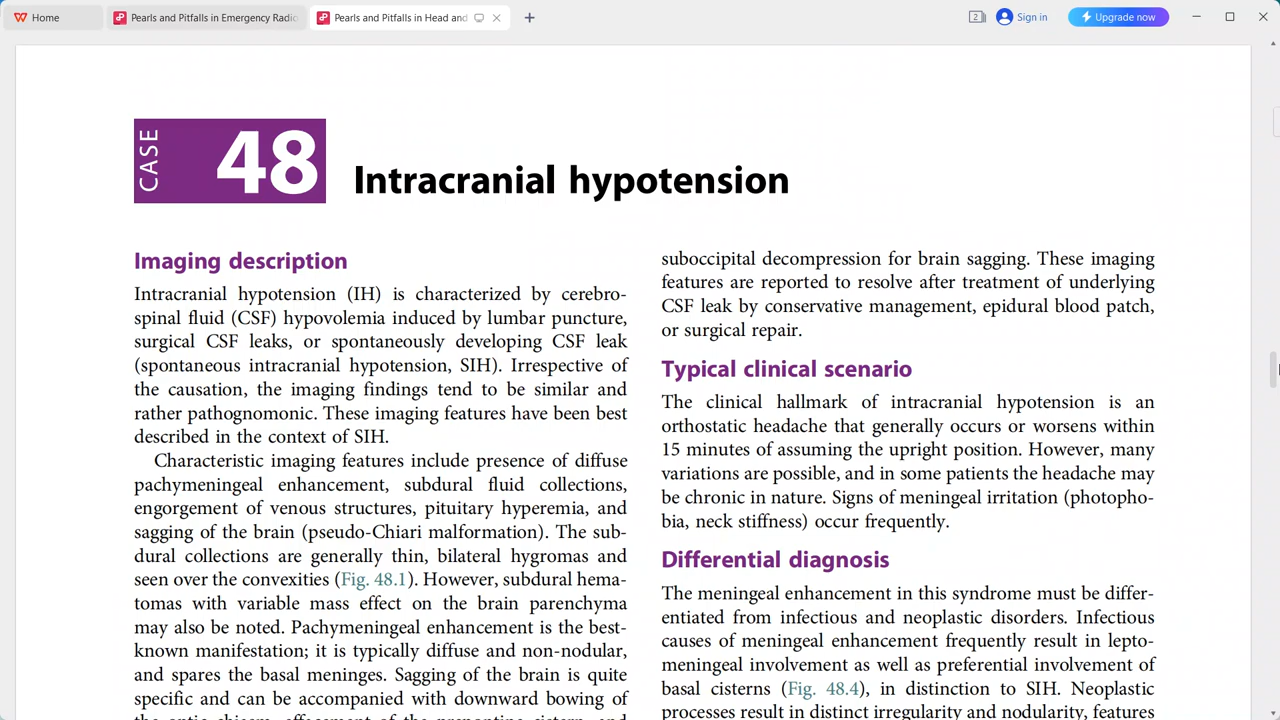 Home
Pearls and Pitfalls in Emergency Radio
Pearls and Pitfalls in Head and
2
Sign in
Upgrade now
CASE
48
Intracranial hypotension
Imaging description
Intracranial hypotension (IH) is characterized by cerebro-
spinal fluid (CSF) hypovolemia induced by lumbar puncture,
surgical CSF leaks, or spontaneously developing CSF leak
(spontaneous intracranial hypotension, SIH). Irrespective of
the causation, the imaging findings tend to be similar and
rather pathognomonic. These imaging features have been best
described in the context of SIH.
Characteristic imaging features include presence of diffuse
pachymeningeal enhancement, subdural fluid collections,
engorgement of venous structures, pituitary hyperemia, and
sagging of the brain (pseudo-Chiari malformation). The sub-
dural collections are generally thin, bilateral hygromas and
seen over the convexities (Fig. 48.1). However, subdural hema-
tomas with variable mass effect on the brain parenchyma
may also be noted. Pachymeningeal enhancement is the best-
known manifestation; it is typically diffuse and non-nodular,
and spares the basal meninges. Sagging of the brain is quite
specific and can be accompanied with downward bowing of
the optic chiasm, effacement of the prepontine cistern, and
suboccipital decompression for brain sagging. These imaging
features are reported to resolve after treatment of underlying
CSF leak by conservative management, epidural blood patch,
or surgical repair.
Typical clinical scenario
The clinical hallmark of intracranial hypotension is an
orthostatic headache that generally occurs or worsens within
15 minutes of assuming the upright position. However, many
variations are possible, and in some patients the headache may
be chronic in nature. Signs of meningeal irritation (photopho-
bia, neck stiffness) occur frequently.
Differential diagnosis
The meningeal enhancement in this syndrome must be differ-
entiated from infectious and neoplastic disorders. Infectious
causes of meningeal enhancement frequently result in lepto-
meningeal involvement as well as preferential involvement of
basal cisterns (Fig. 48.4), in distinction to SIH. Neoplastic
processes result in distinct irregularity and nodularity, features